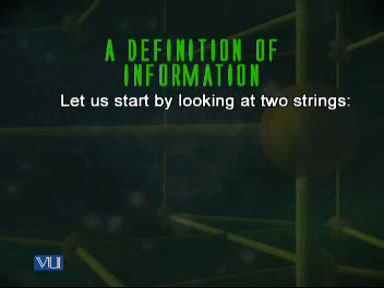 A DEFINITION OF
INFORMATION
Let us start by looking at two strings:
VU